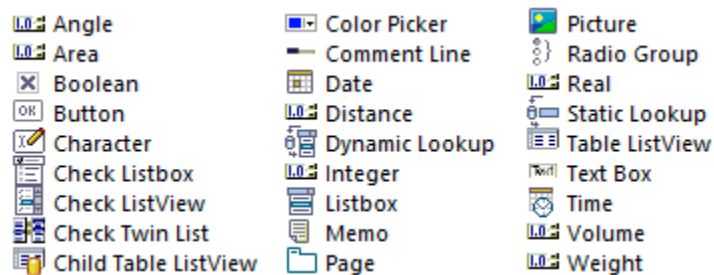 Angle
Area
Boolean
Button
Character
Check Listbox
Check ListView
Check Twin List
Child Table ListView
Color Picker
Comment Line
Date
Distance
Dynamic Lookup
Integer
Listbox
Memo
Page
Picture
Radio Group
Real
Static Lookup
Table ListView
Text Box
Time
Volume
Weight